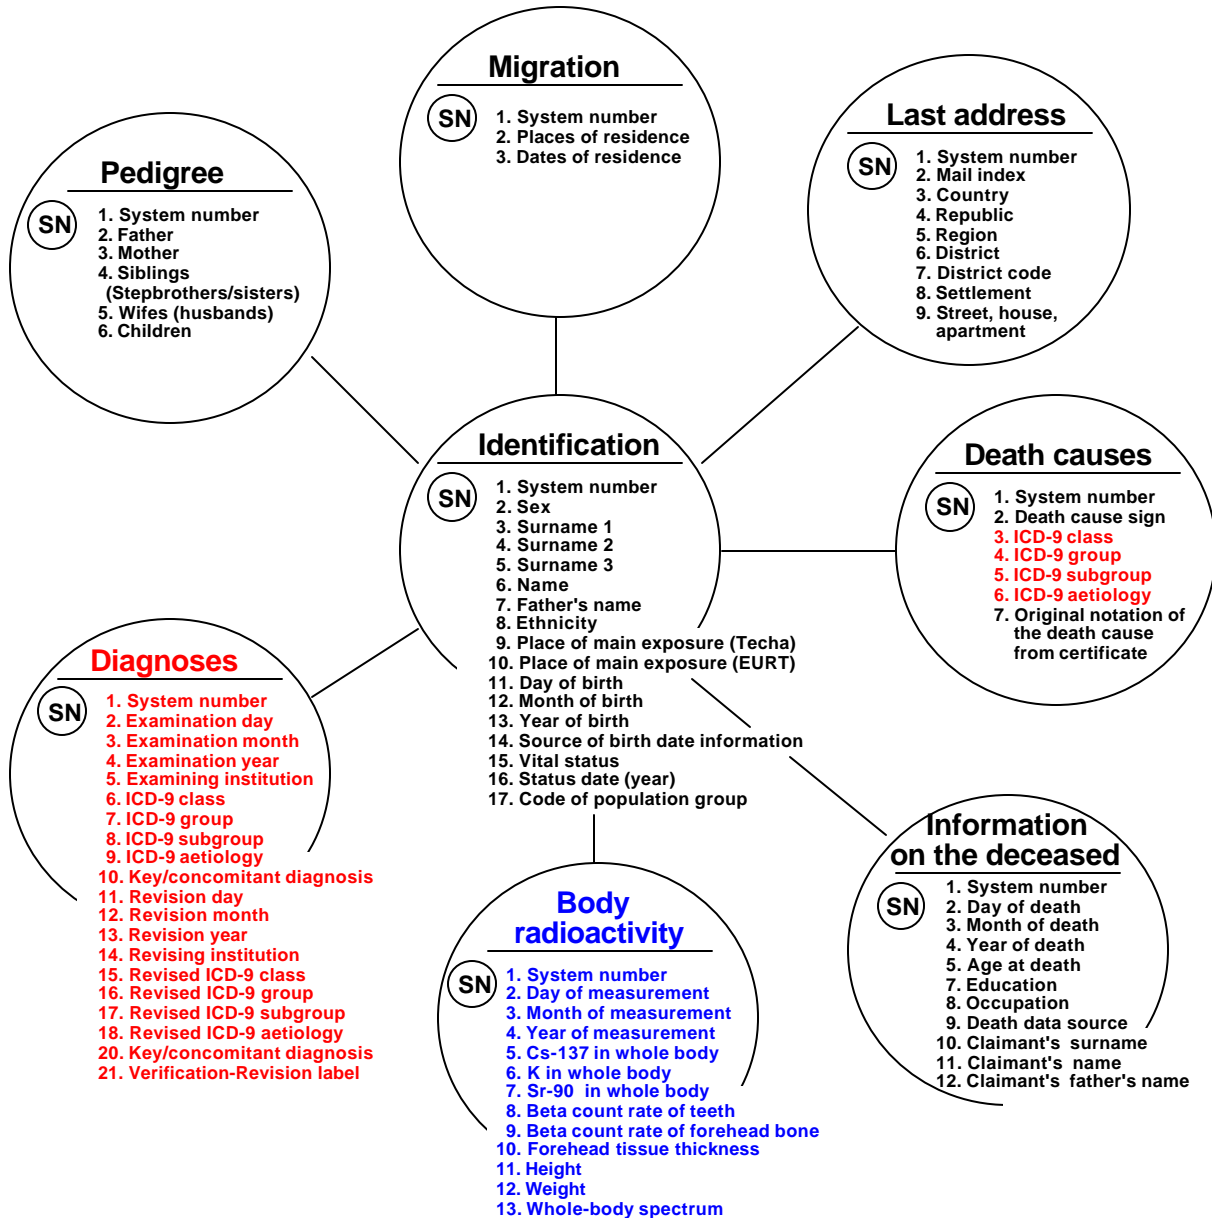 Migration
SN
1. System number
2. Places of residence
3. Dates of residence
Last address
SN
1. System number
2. Mail index
3. Country
4. Republic
5. Region
6. District
7. District code
8. Settlement
9. Street, house,
apartment
Pedigree
SN
1. System number
2. Father
3. Mother
4. Siblings
(Stepbrothers/sisters)
5. Wifes (husbands)
6. Children
Identification
SN
1. System number
2. Sex
3. Surname 1
4. Surname 2
5. Surname 3
6. Name
7. Father's name
8. Ethnicity
9. Place of main exposure (Techa)
10. Place of main exposure (EURT)
11. Day of birth
12. Month of birth
13. Year of birth
14. Source of birth date information
15. Vital status
16. Status date (year)
17. Code of population group
Death causes
SN
1. System number
2. Death cause sign
3. ICD-9 class
4. ICD-9 group
5. ICD-9 subgroup
6. ICD-9 aetiology
7. Original notation of
the death cause
from certificate
Diagnoses
SN
1. System number
2. Examination day
3. Examination month
4. Examination year
5. Examining institution
6. ICD-9 class
7. ICD-9 group
8. ICD-9 subgroup
9. ICD-9 aetiology
10. Key/concomitant diagnosis
11. Revision day
12. Revision month
13. Revision year
14. Revising institution
15. Revised ICD-9 class
16. Revised ICD-9 group
17. Revised ICD-9 subgroup
18. Revised ICD-9 aetiology
20. Key/concomitant diagnosis
21. Verification-Revision label
Body
radioactivity
SN
1. System number
2. Day of measurement
3. Month of measurement
4. Year of measurement
5. Cs-137 in whole body
6. K in whole body
7. Sr-90 in whole body
8. Beta count rate of teeth
9. Beta count rate of forehead bone
10. Forehead tissue thickness
11. Height
12. Weight
13. Whole-body spectrum
Information
on the deceased
SN
1. System number
2. Day of death
3. Month of death
4. Year of death
5. Age at death
7. Education
8. Occupation
9. Death data source
10. Claimant's surname
11. Claimant's name
12. Claimant's father's name